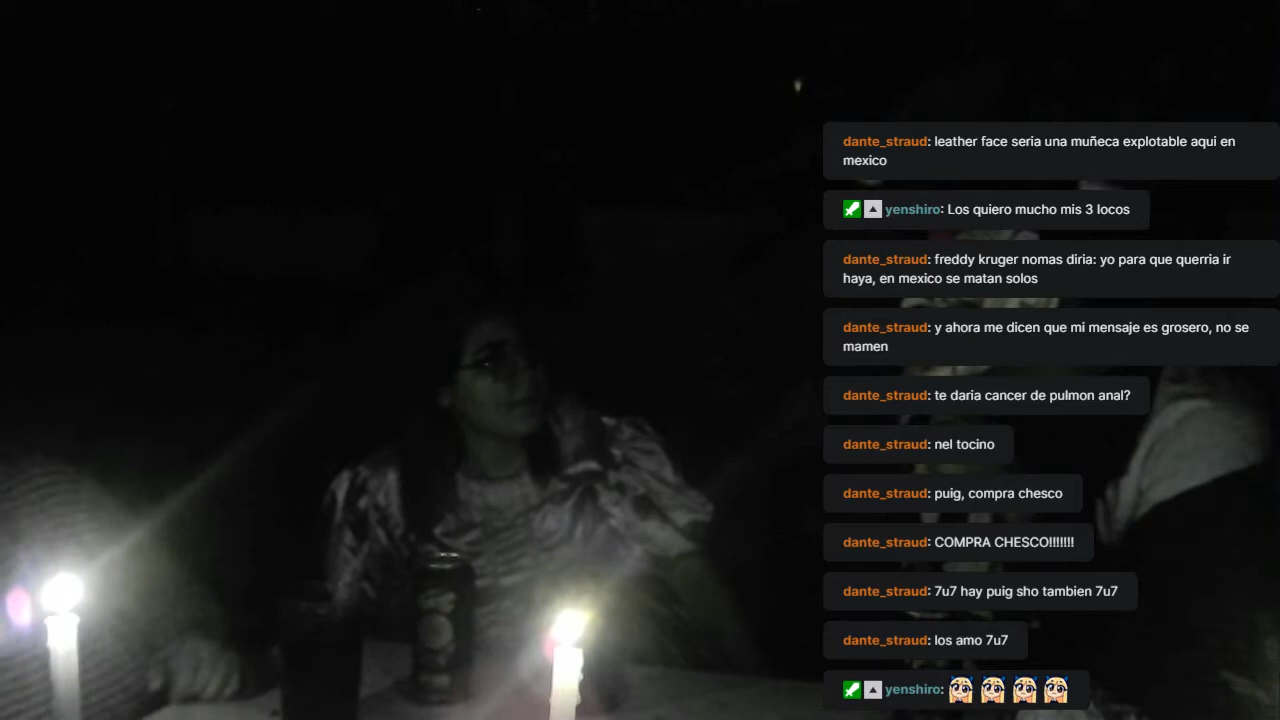 dante_straud: leather face seria una muñeca explotable aqui en
mexico
yenshiro: Los quiero mucho mis 3 locos
dante_straud: freddy kruger nomas diria: yo para que querria ir
haya, en mexico se matan solos
dante_straud: y ahora me dicen que mi mensaje es grosero, no se
mamen
dante_straud: te daria cancer de pulmon anal?
dante_straud: nel tocino
dante_straud: puig, compra chesco
dante_straud: COMPRA CHESCO!!!!!!!
dante_straud: 7u7 hay puig sho tambien 7u7
dante_straud: los amo 7u7
yenshiro: